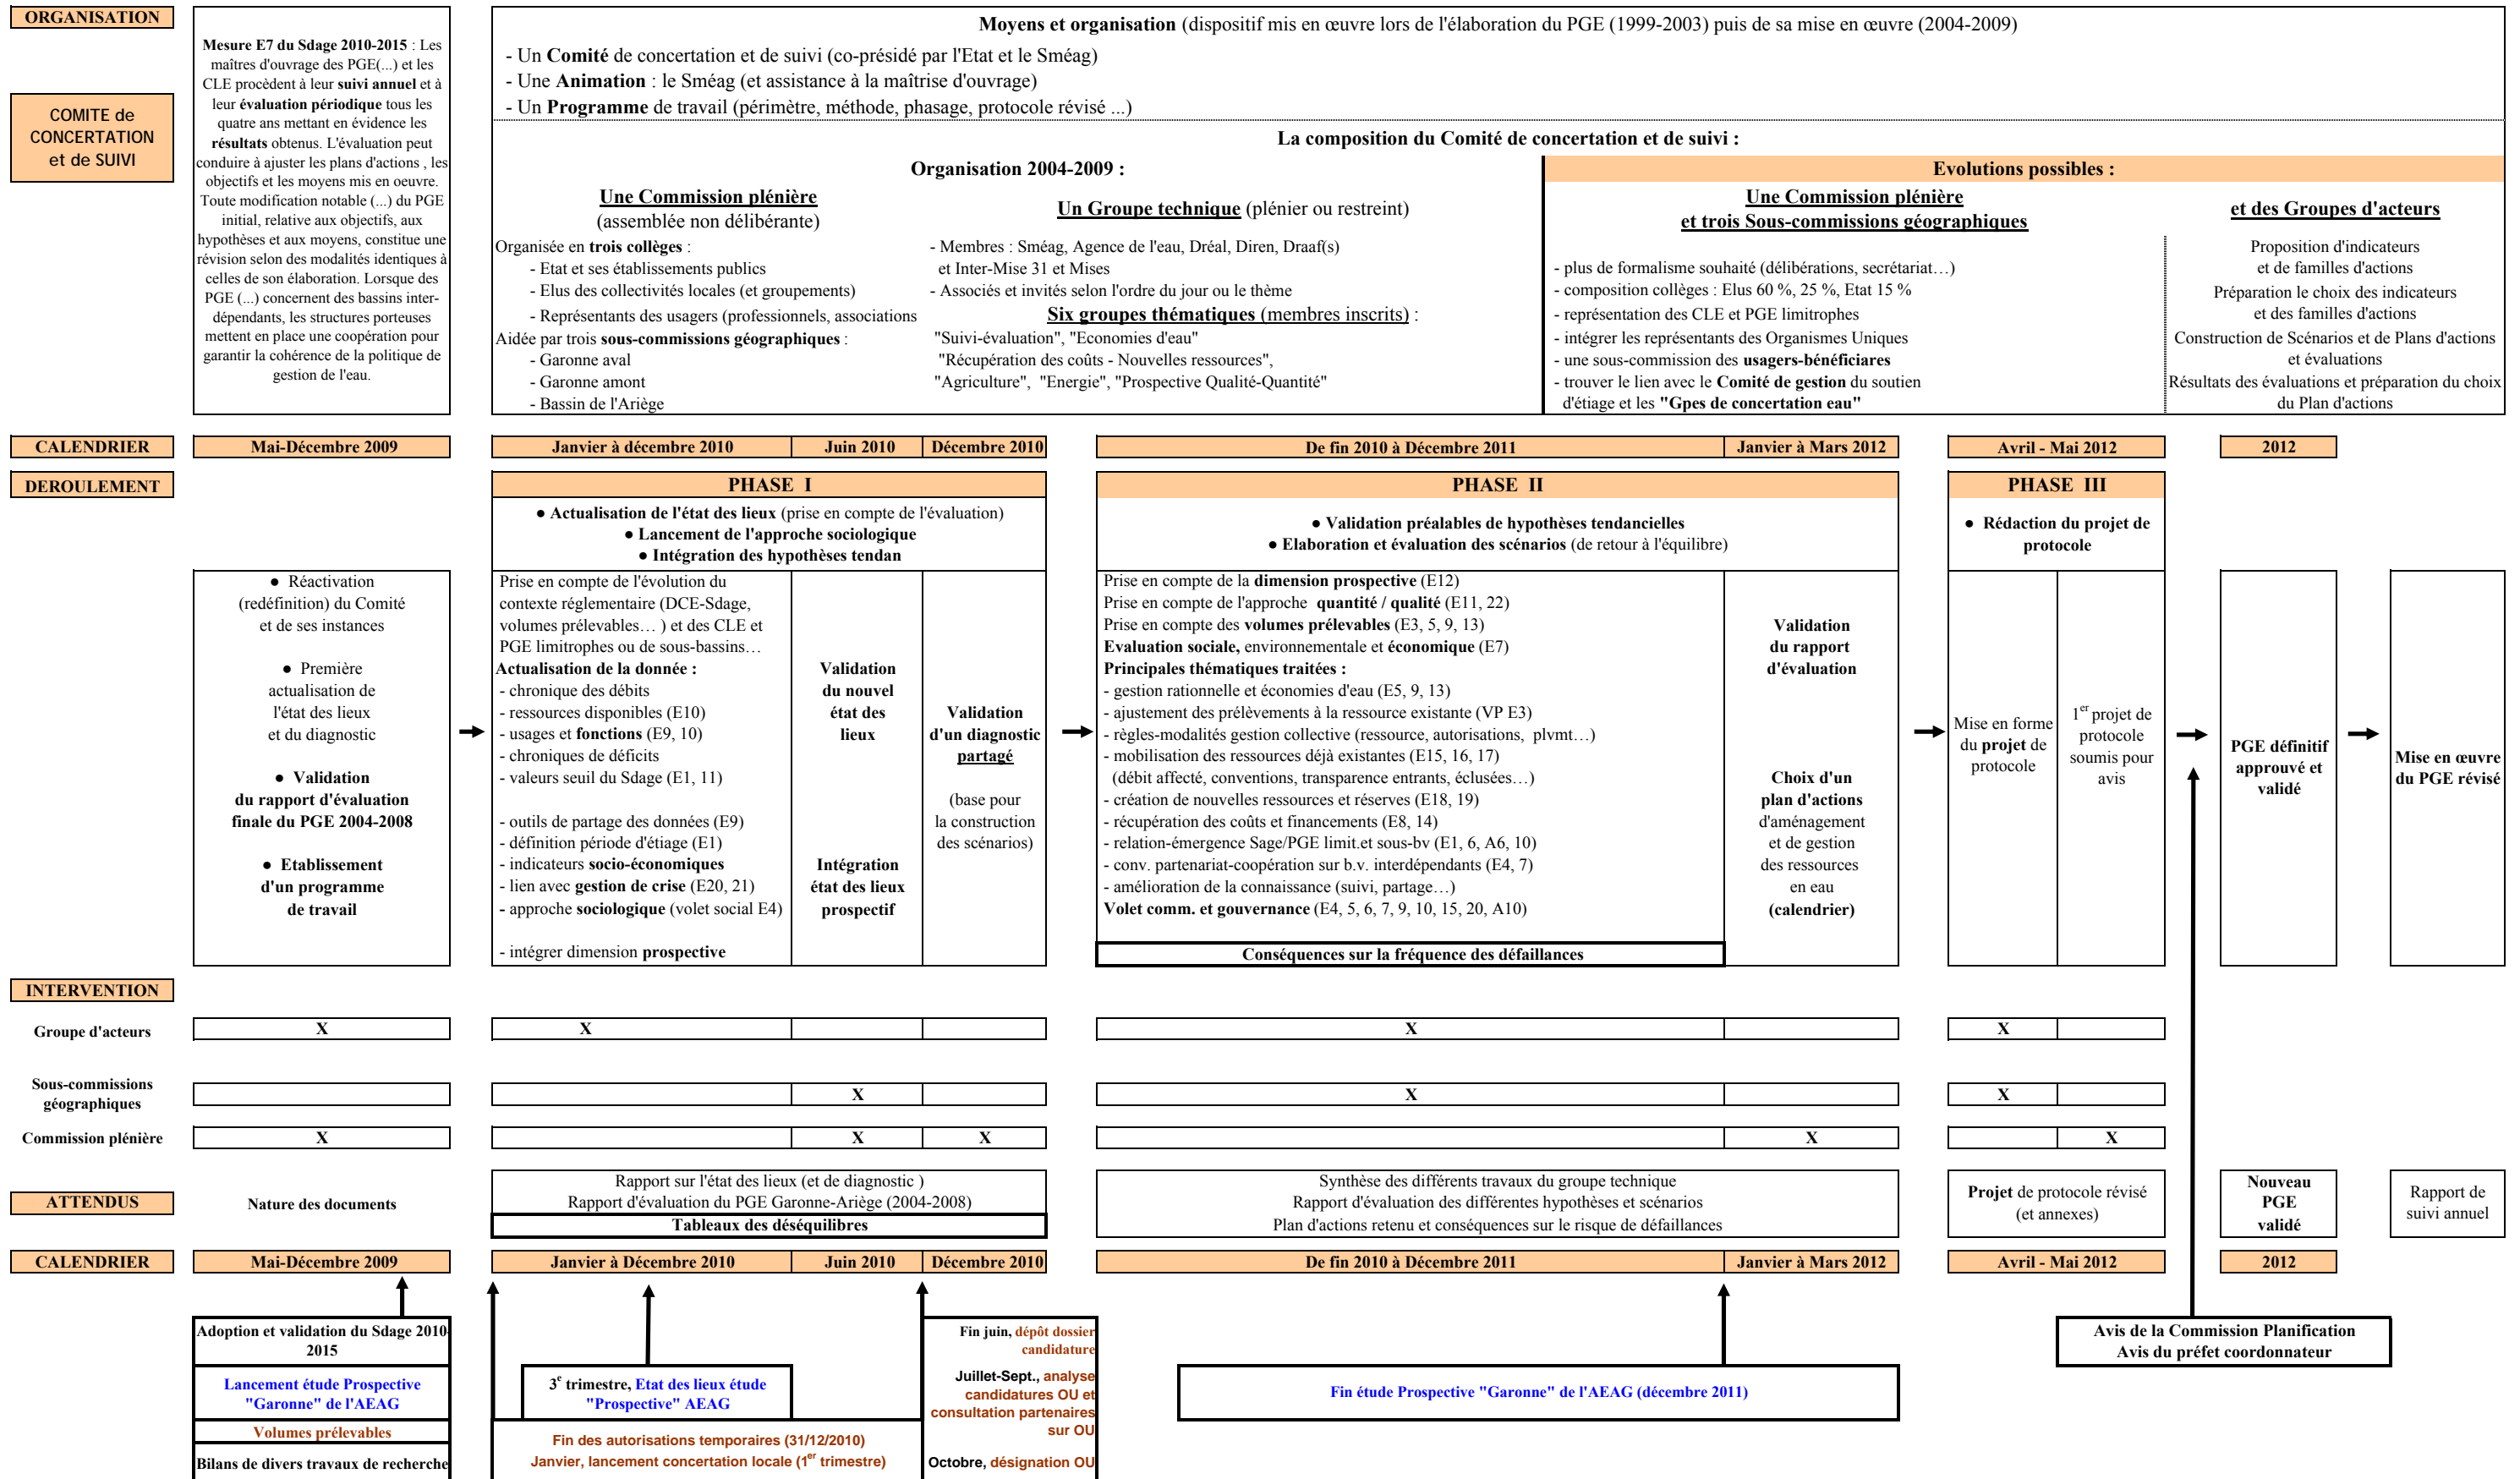 ORGANISATION
COMITE de
CONCERTATION
et de SUIVI
Mesure E7 du Sdage 2010-2015 : Les
maîtres d'ouvrage des PGE(...) et les
CLE procèdent à leur suivi annuel et à
leur évaluation périodique tous les
quatre ans mettant en évidence les
résultats obtenus. L'évaluation peut
conduire à ajuster les plans d'actions , les
objectifs et les moyens mis en oeuvre.
Toute modification notable (...) du PGE
initial, relative aux objectifs, aux
hypothèses et aux moyens, constitue une
révision selon des modalités identiques à
celles de son élaboration. Lorsque des
PGE (...) concernent des bassins inter-
dépendants, les structures porteuses
mettent en place une coopération pour
garantir la cohérence de la politique de
gestion de l'eau.
Moyens et organisation (dispositif mis en œuvre lors de l'élaboration du PGE (1999-2003) puis de sa mise en œuvre (2004-2009)
- Un Comité de concertation et de suivi (co-présidé par l'Etat et le Sméag)
- Une Animation : le Sméag (et assistance à la maîtrise d'ouvrage)
- Un Programme de travail (périmètre, méthode, phasage, protocole révisé ...)
La composition du Comité de concertation et de suivi :
Organisation 2004-2009 :
Une Commission plénière
(assemblée non délibérante)
Organisée en trois collèges :
- Etat et ses établissements publics
- Elus des collectivités locales (et groupements)
- Représentants des usagers (professionnels, associations
Aidée par trois sous-commissions géographiques :
- Garonne aval
- Garonne amont
- Bassin de l'Ariège
Un Groupe technique (plénier ou restreint)
- Membres : Sméag, Agence de l'eau, Dréal, Diren, Draaf(s)
et Inter-Mise 31 et Mises
- Associés et invités selon l'ordre du jour ou le thème
Six groupes thématiques (membres inscrits) :
"Suivi-évaluation", "Economies d'eau"
"Récupération des coûts - Nouvelles ressources",
"Agriculture", "Energie", "Prospective Qualité-Quantité"
Evolutions possibles :
Une Commission plénière
et trois Sous-commissions géographiques
- plus de formalisme souhaité (délibérations, secrétariat…)
- composition collèges : Elus 60 %, 25 %, Etat 15 %
- représentation des CLE et PGE limitrophes
- intégrer les représentants des Organismes Uniques
- une sous-commission des usagers-bénéficiares
- trouver le lien avec le Comité de gestion du soutien
d'étiage et les "Gpes de concertation eau"
et des Groupes d'acteurs
Proposition d'indicateurs
et de familles d'actions
Préparation le choix des indicateurs
et des familles d'actions
Construction de Scénarios et de Plans d'actions
et évaluations
Résultats des évaluations et préparation du choix
du Plan d'actions
CALENDRIER
Mai-Décembre 2009
Janvier à décembre 2010
Juin 2010
Décembre 2010
De fin 2010 à Décembre 2011
Janvier à Mars 2012
Avril - Mai 2012
2012
DEROULEMENT
● Réactivation
(redéfinition) du Comité
et de ses instances
● Première
actualisation de
l'état des lieux
et du diagnostic
● Validation
du rapport d'évaluation
finale du PGE 2004-2008
● Etablissement
d'un programme
de travail
PHASE I
● Actualisation de l'état des lieux (prise en compte de l'évaluation)
● Lancement de l'approche sociologique
● Intégration des hypothèses tendan
Prise en compte de l'évolution du
contexte réglementaire (DCE-Sdage,
volumes prélevables… ) et des CLE et
PGE limitrophes ou de sous-bassins…
Actualisation de la donnée :
- chronique des débits
- ressources disponibles (E10)
- usages et fonctions (E9, 10)
- chroniques de déficits
- valeurs seuil du Sdage (E1, 11)
- outils de partage des données (E9)
- définition période d'étiage (E1)
- indicateurs socio-économiques
- lien avec gestion de crise (E20, 21)
- approche sociologique (volet social E4)
- intégrer dimension prospective
Validation
du nouvel
état des
lieux
Intégration
état des lieux
prospectif
Validation
d'un diagnostic
partagé
(base pour
la construction
des scénarios)
PHASE II
● Validation préalables de hypothèses tendancielles
● Elaboration et évaluation des scénarios (de retour à l'équilibre)
Prise en compte de la dimension prospective (E12)
Prise en compte de l'approche quantité / qualité (E11, 22)
Prise en compte des volumes prélevables (E3, 5, 9, 13)
Evaluation sociale, environnementale et économique (E7)
Principales thématiques traitées :
- gestion rationnelle et économies d'eau (E5, 9, 13)
- ajustement des prélèvements à la ressource existante (VP E3)
- règles-modalités gestion collective (ressource, autorisations, plvmt…)
- mobilisation des ressources déjà existantes (E15, 16, 17)
(débit affecté, conventions, transparence entrants, éclusées…)
- création de nouvelles ressources et réserves (E18, 19)
- récupération des coûts et financements (E8, 14)
- relation-émergence Sage/PGE limit.et sous-bv (E1, 6, A6, 10)
- conv. partenariat-coopération sur b.v. interdépendants (E4, 7)
- amélioration de la connaissance (suivi, partage…)
Volet comm. et gouvernance (E4, 5, 6, 7, 9, 10, 15, 20, A10)
Conséquences sur la fréquence des défaillances
Validation
du rapport
d'évaluation
Choix d'un
plan d'actions
d'aménagement
et de gestion
des ressources
en eau
(calendrier)
PHASE III
● Rédaction du projet de
protocole
Mise en forme
du projet de
protocole
1er projet de
protocole
soumis pour
avis
PGE définitif
approuvé et
validé
Mise en œuvre
du PGE révisé
INTERVENTION
Groupe d'acteurs
X
X
X
X
Sous-commissions
géographiques
X
X
X
Commission plénière
X
X
X
X
X
ATTENDUS
Nature des documents
Rapport sur l'état des lieux (et de diagnostic )
Rapport d'évaluation du PGE Garonne-Ariège (2004-2008)
Tableaux des déséquilibres
Synthèse des différents travaux du groupe technique
Rapport d'évaluation des différentes hypothèses et scénarios
Plan d'actions retenu et conséquences sur le risque de défaillances
Projet de protocole révisé
(et annexes)
Nouveau
PGE
validé
Rapport de
suivi annuel
CALENDRIER
Mai-Décembre 2009
Janvier à Décembre 2010
Juin 2010
Décembre 2010
De fin 2010 à Décembre 2011
Janvier à Mars 2012
Avril - Mai 2012
2012
Adoption et validation du Sdage 2010-
2015
Lancement étude Prospective
"Garonne" de l'AEAG
Volumes prélevables
Bilans de divers travaux de recherche
3e trimestre, Etat des lieux étude
"Prospective" AEAG
Fin des autorisations temporaires (31/12/2010)
Janvier, lancement concertation locale (1er trimestre)
Fin juin, dépôt dossier
candidature
Juillet-Sept., analyse
candidatures OU et
consultation partenaires
sur OU
Octobre, désignation OU
Fin étude Prospective "Garonne" de l'AEAG (décembre 2011)
Avis de la Commission Planification
Avis du préfet coordonnateur